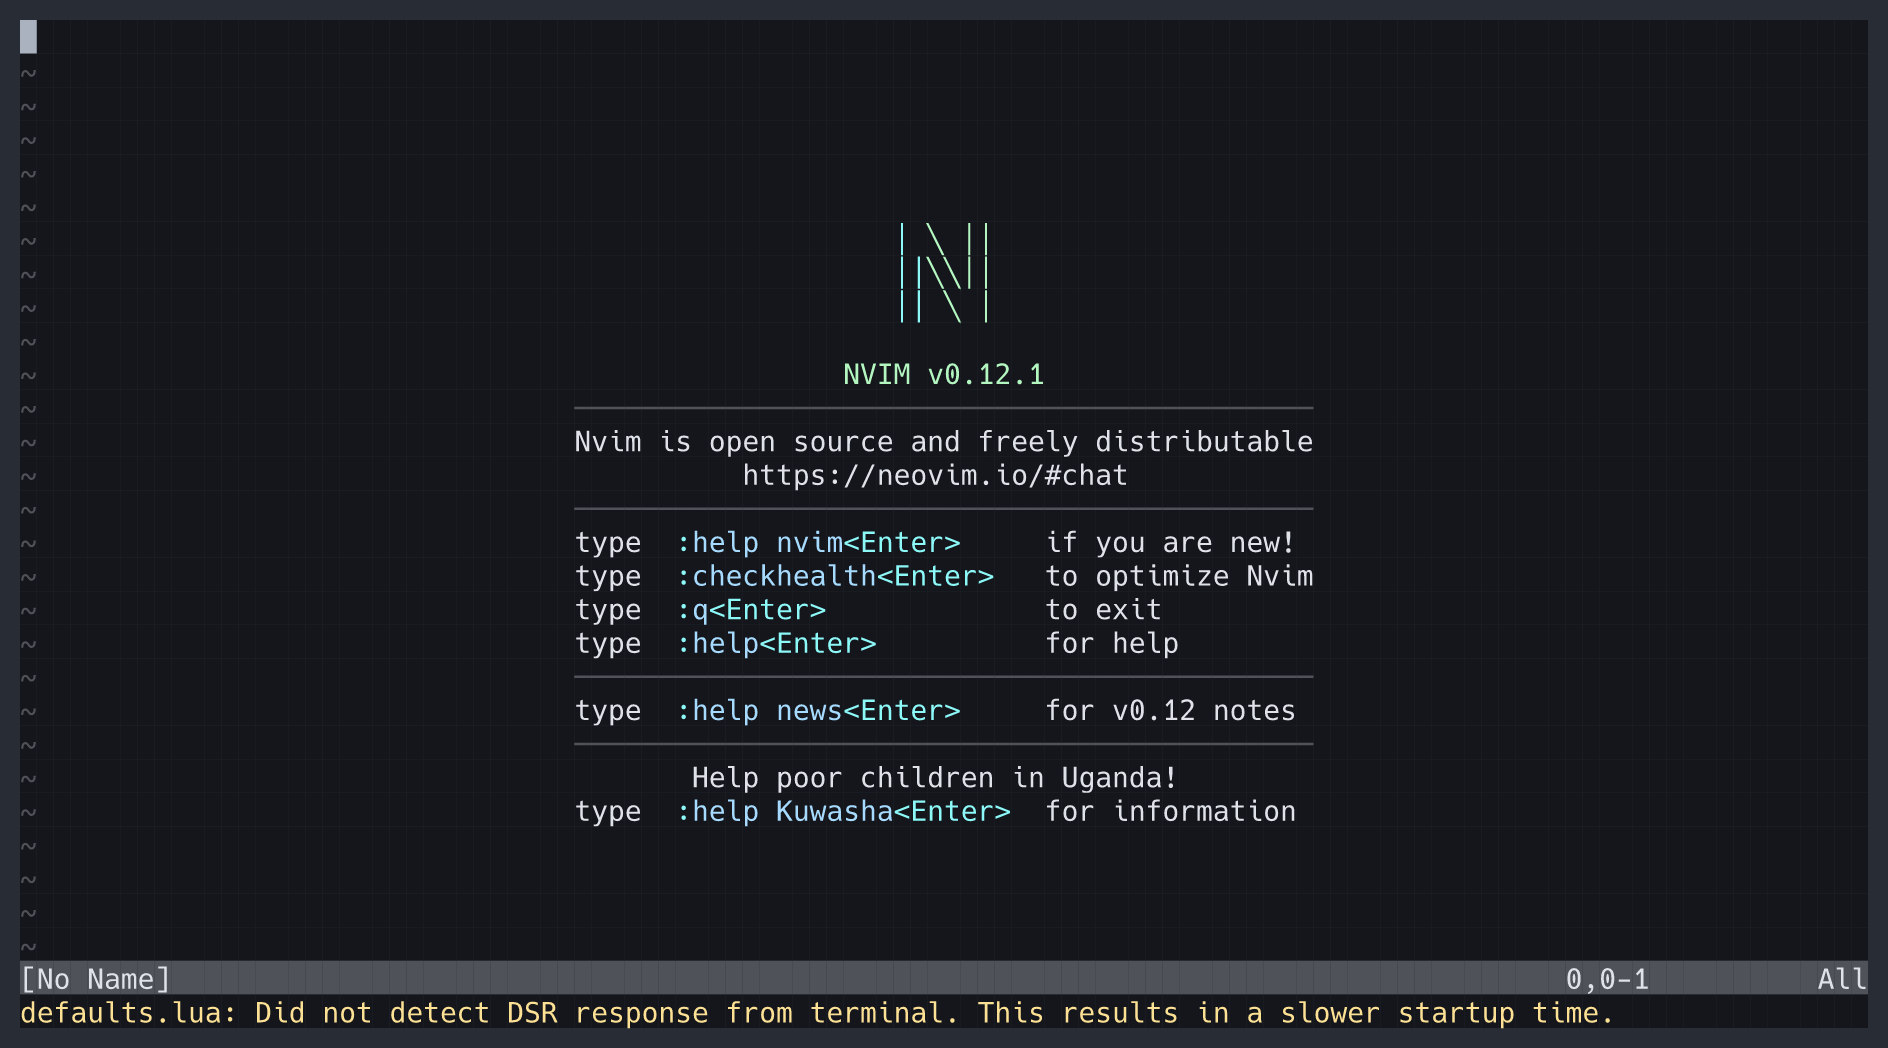 ~
~
~
~
~
~
│ ╲ ││
││╲╲││
││ ╲ │
~
~
NVIM v0.12.1
~
Nvim is open source and freely distributable
https://neovim.io/#chat
~
type  :help nvim<Enter>     if you are new!
type  :checkhealth<Enter>   to optimize Nvim
type  :q<Enter>             to exit
type  :help<Enter>          for help
~
type  :help news<Enter>     for v0.12 notes
~
Help poor children in Uganda!
type  :help Kuwasha<Enter>  for information
~
~
~
~
[No Name] 0,0-1 All
defaults.lua: Did not detect DSR response from terminal. This results in a slower startup time.